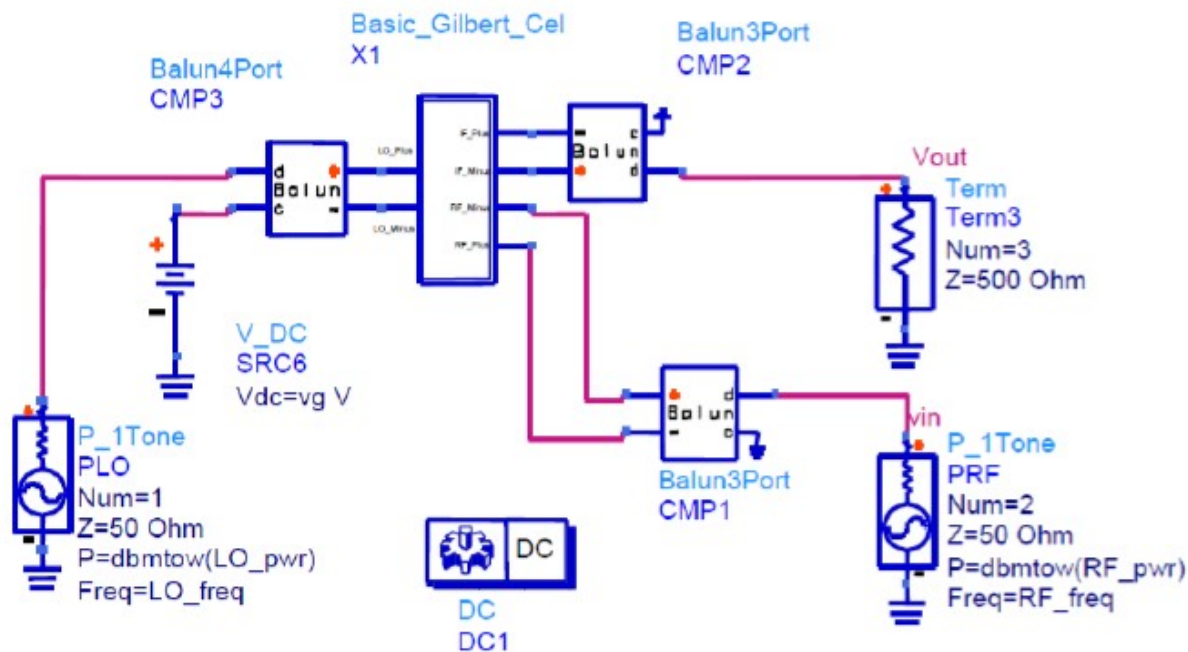 Basic_Gilbert_Cel
X1
Balun3Port
CMP2
Balun4Port
CMP3
LO_Plus
LO_Minus
IF_Plus
IF_Minus
RF_Minus
RF_Plus
d
Balun
c
-
-
Balun
c
d
Vout
Term
Term3
Num=3
Z=500 Ohm
+
-
V_DC
SRC6
Vdc=vg V
Balun
-
d
c
Balun3Port
CMP1
vin
P_1Tone
PLO
Num=1
Z=50 Ohm
P=dbmtow(LO_pwr)
Freq=LO_freq
P_1Tone
PRF
Num=2
Z=50 Ohm
P=dbmtow(RF_pwr)
Freq=RF_freq
DC
DC
DC1